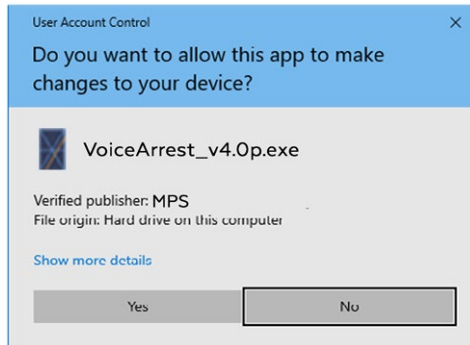 User Account Control
Do you want to allow this app to make
changes to your device?
VoiceArrest_v4.0p.exe
Verified publisher: MPS
File origin: Hard drive on this computer
Show more details
Yes
No